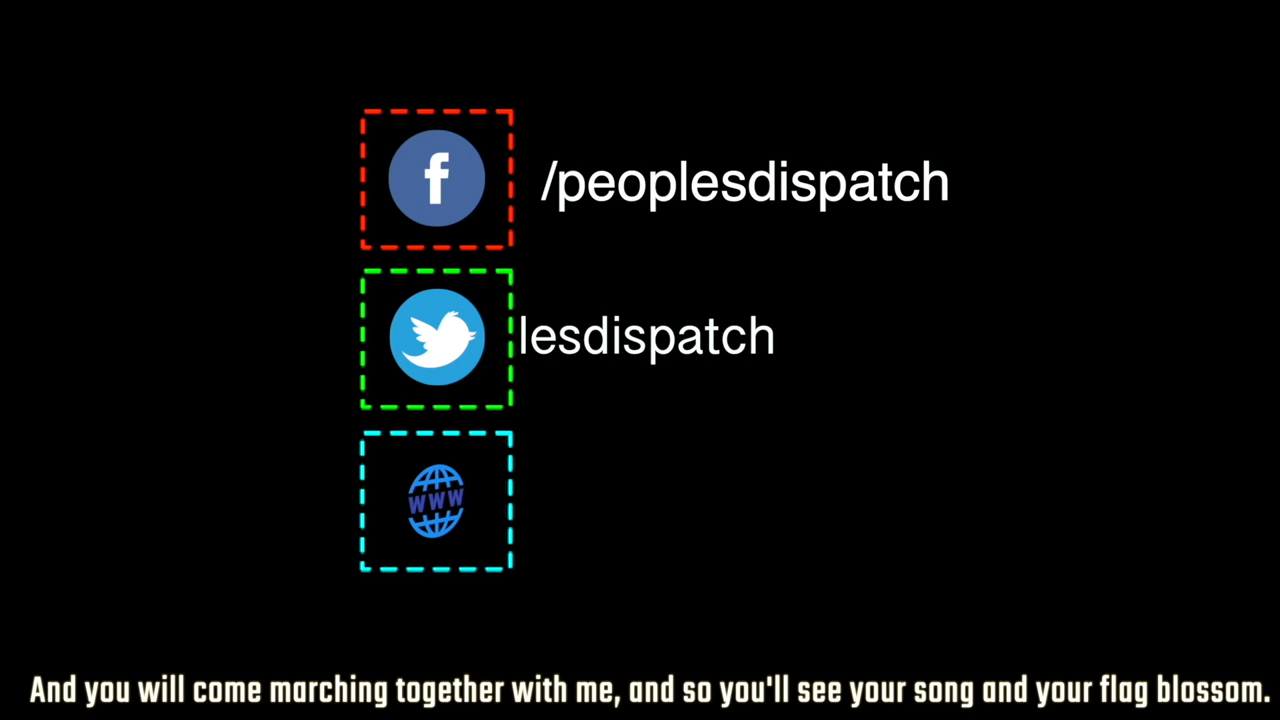 f
/peoplesdispatch
lesdispatch
WWW
And you will come marching together with me, and so you'll see your song and your flag blossom.